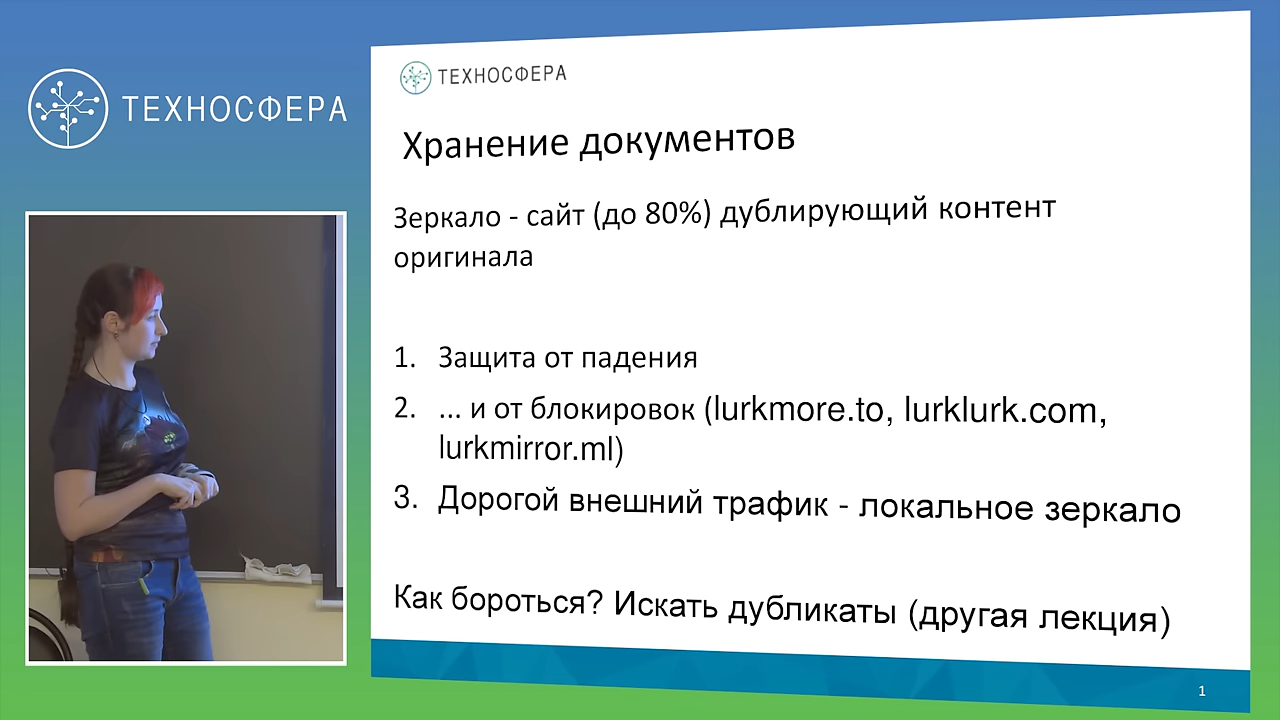 ТЕХНОСФЕРА
ТЕХНОСФЕРА
Хранение документов
Зеркало - сайт (до 80%) дублирующий контент
оригинала
1. Защита от падения
2. ... и от блокировок (lurkmore.to, lurklurk.com,
lurkmirror.ml)
3. Дорогой внешний трафик - локальное зеркало
Как бороться? Искать дубликаты (другая лекция)
1